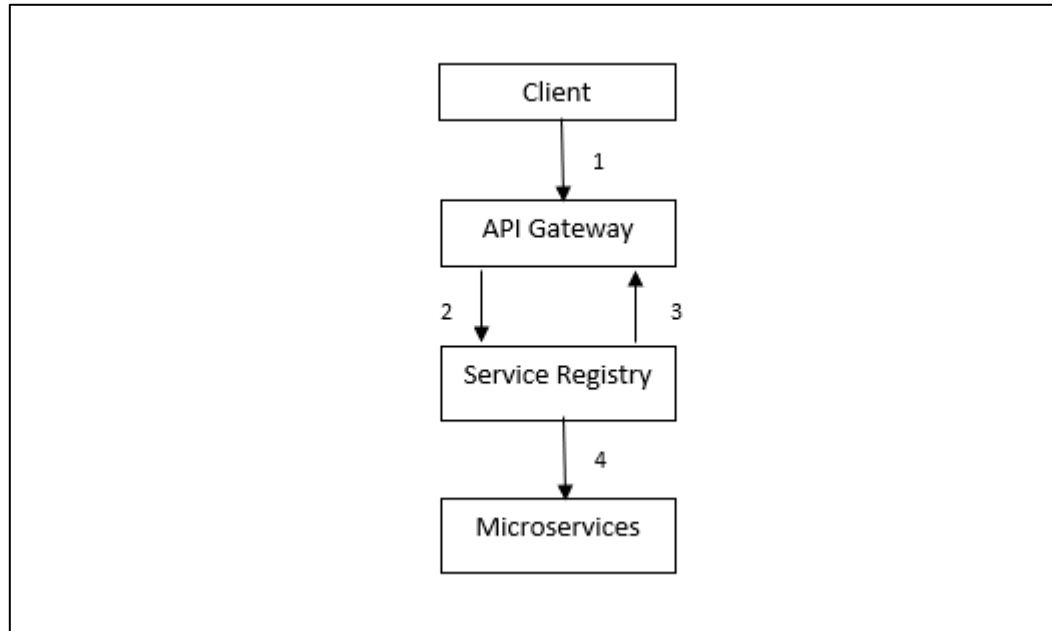 Client
1
API Gateway
2
3
Service Registry
4
Microservices